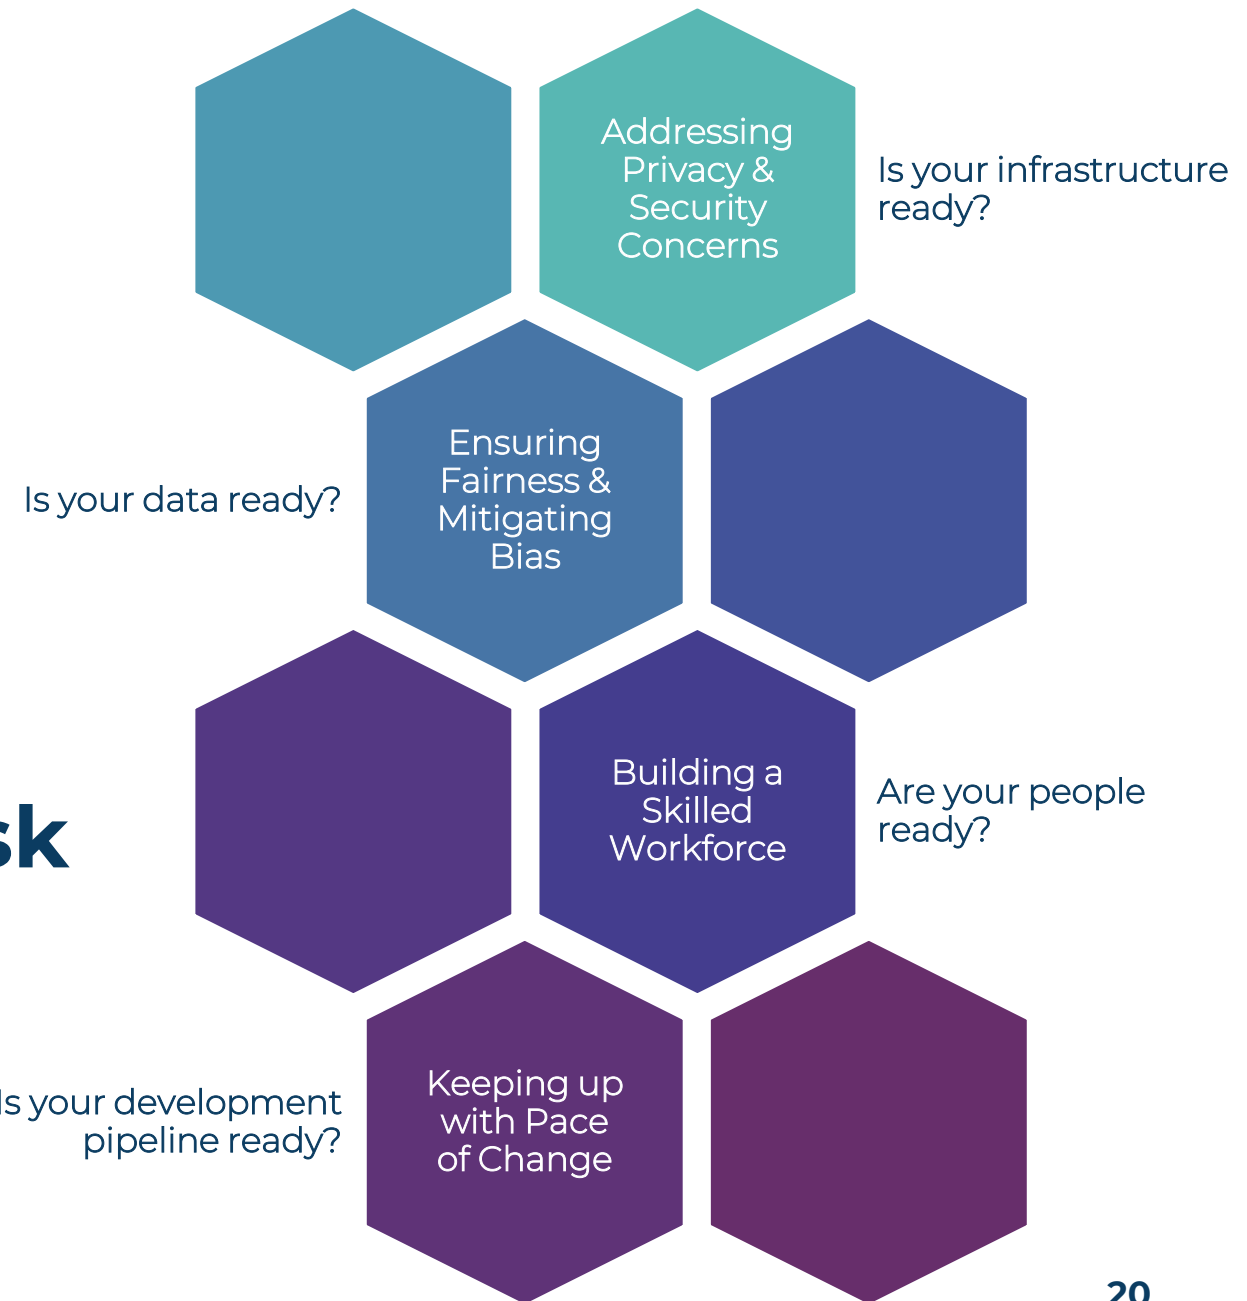 Addressing
Privacy &
Security
Concerns
Is your infrastructure
ready?
Ensuring
Fairness &
Mitigating
Bias
Is your data ready?
Building a
Skilled
Workforce
Are your people
ready?
sk
Keeping up
with Pace
of Change
Is your development
pipeline ready?
20